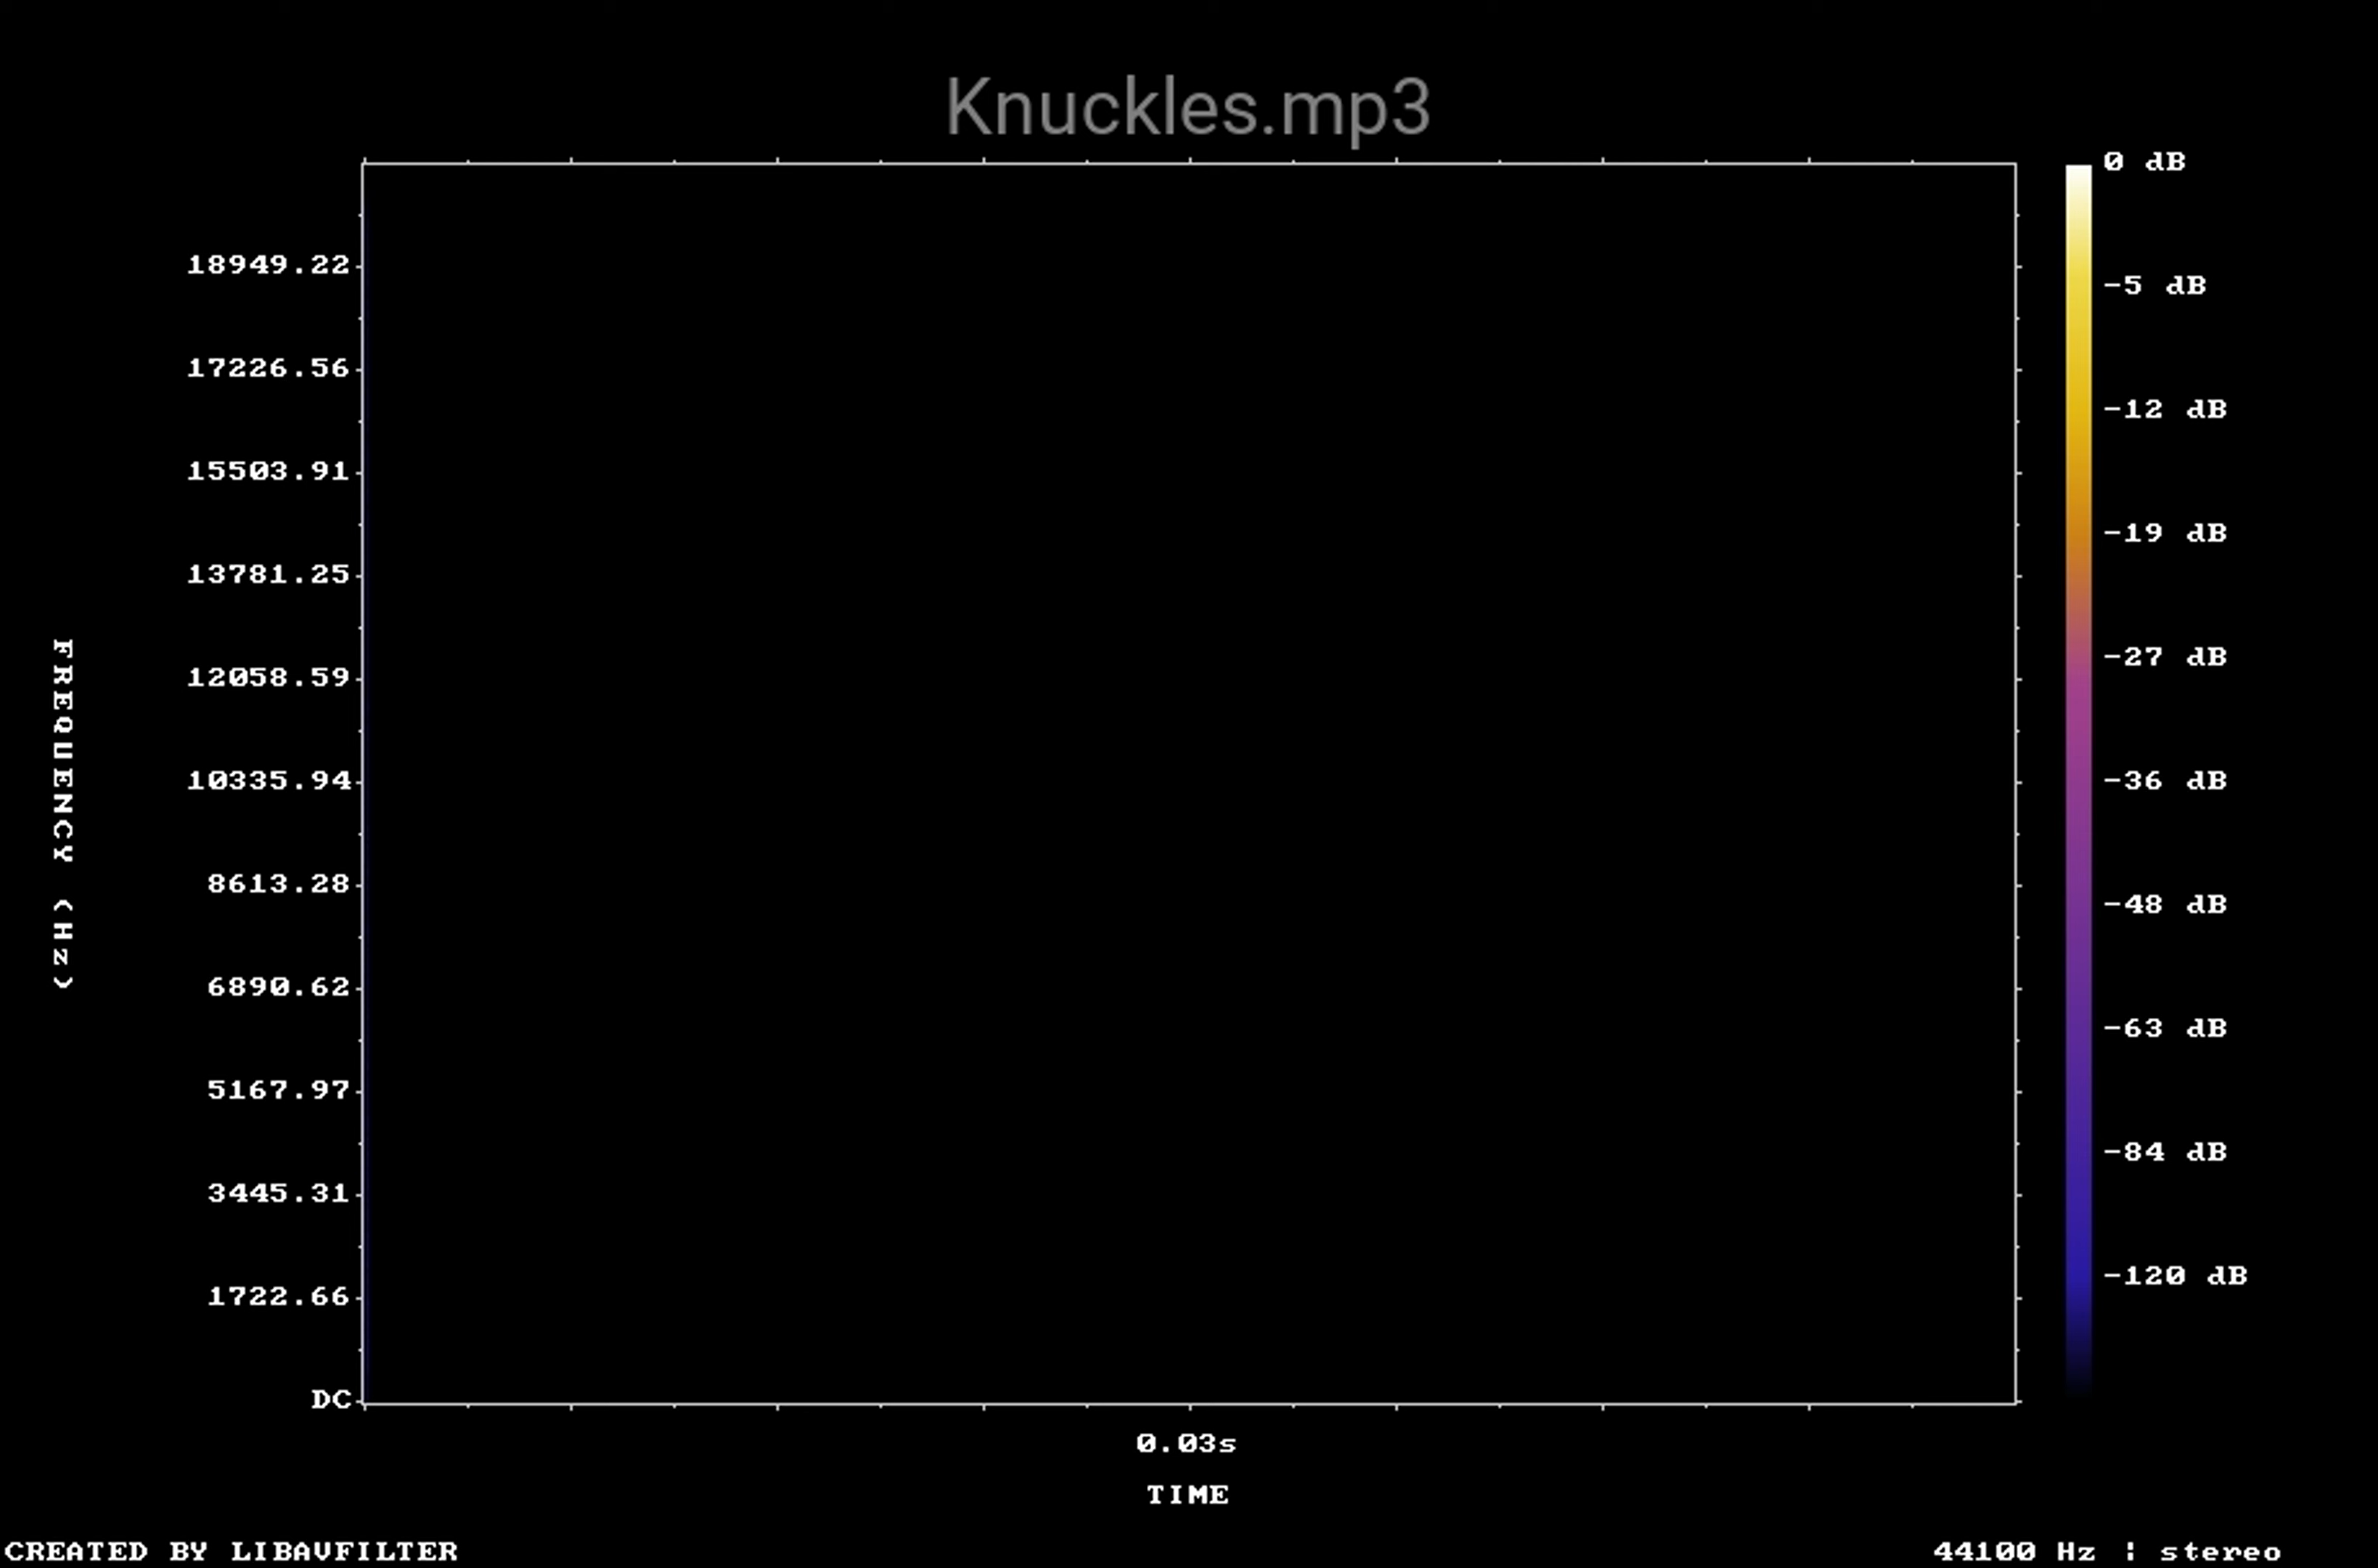 Knuckles.mp3
0 dB
-5 dB
-12 dB
-19 dB
-27 dB
-36 dB
-48 dB
-63 dB
-84 dB
-120 dB
FREQUENCY (Hz)
18949.22
17226.56
15503.91
13781.25
12058.59
10335.94
8613.28
6890.62
5167.97
3445.31
1722.66
DC
0.03s
TIME
CREATED BY LIBAVFILTER
44100 Hz | stereo